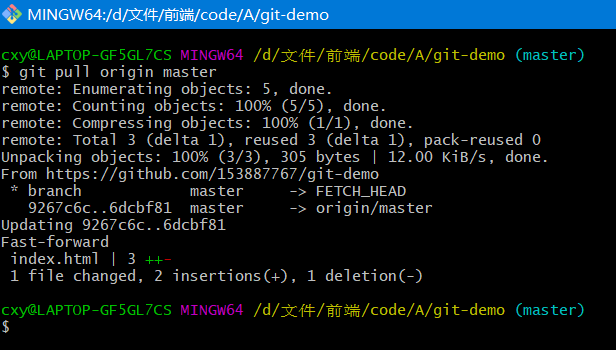 MINGW64:/d/文件/前端/code/A/git-demo
cxy@LAPTOP-GF5GL7CS MINGW64 /d/文件/前端/code/A/git-demo (master)
$ git pull origin master
remote: Enumerating objects: 5, done.
remote: Counting objects: 100% (5/5), done.
remote: Compressing objects: 100% (1/1), done.
remote: Total 3 (delta 1), reused 3 (delta 1), pack-reused 0
Unpacking objects: 100% (3/3), 305 bytes | 12.00 KiB/s, done.
From https://github.com/153887767/git-demo
 * branch            master     -> FETCH_HEAD
   9267c6c..6dcbf81  master     -> origin/master
Updating 9267c6c..6dcbf81
Fast-forward
 index.html | 3 ++-
 1 file changed, 2 insertions(+), 1 deletion(-)
cxy@LAPTOP-GF5GL7CS MINGW64 /d/文件/前端/code/A/git-demo (master)
$